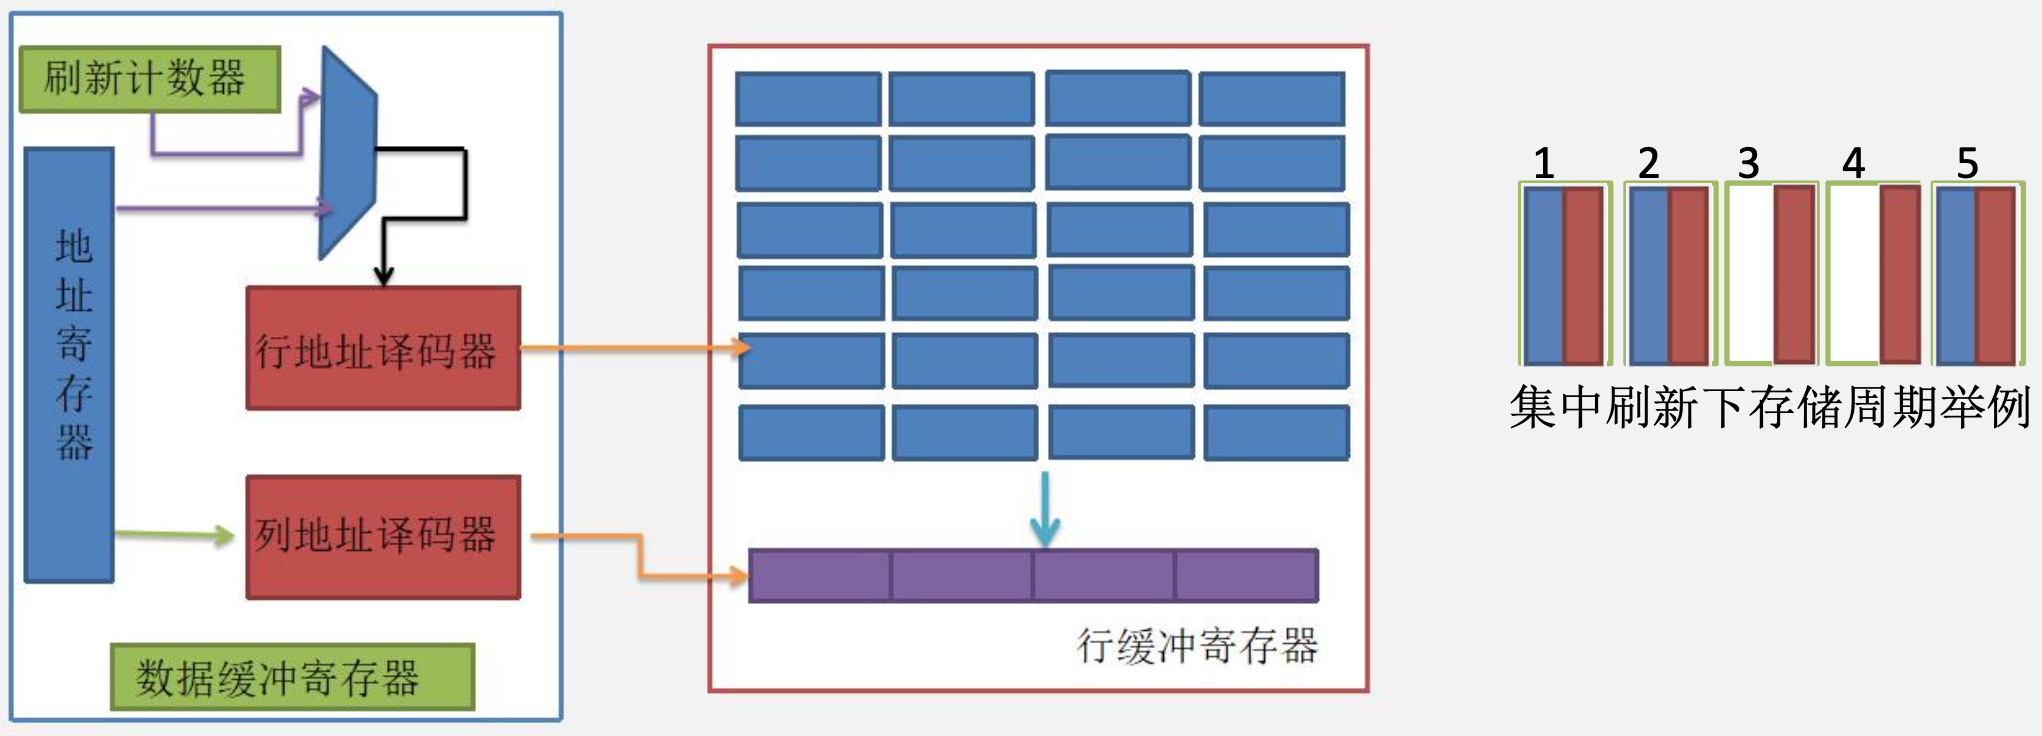 刷新计数器
地址寄存器
行地址译码器
列地址译码器
数据缓冲寄存器
行缓冲寄存器
1 2 3 4 5
集中刷新下存储周期举例